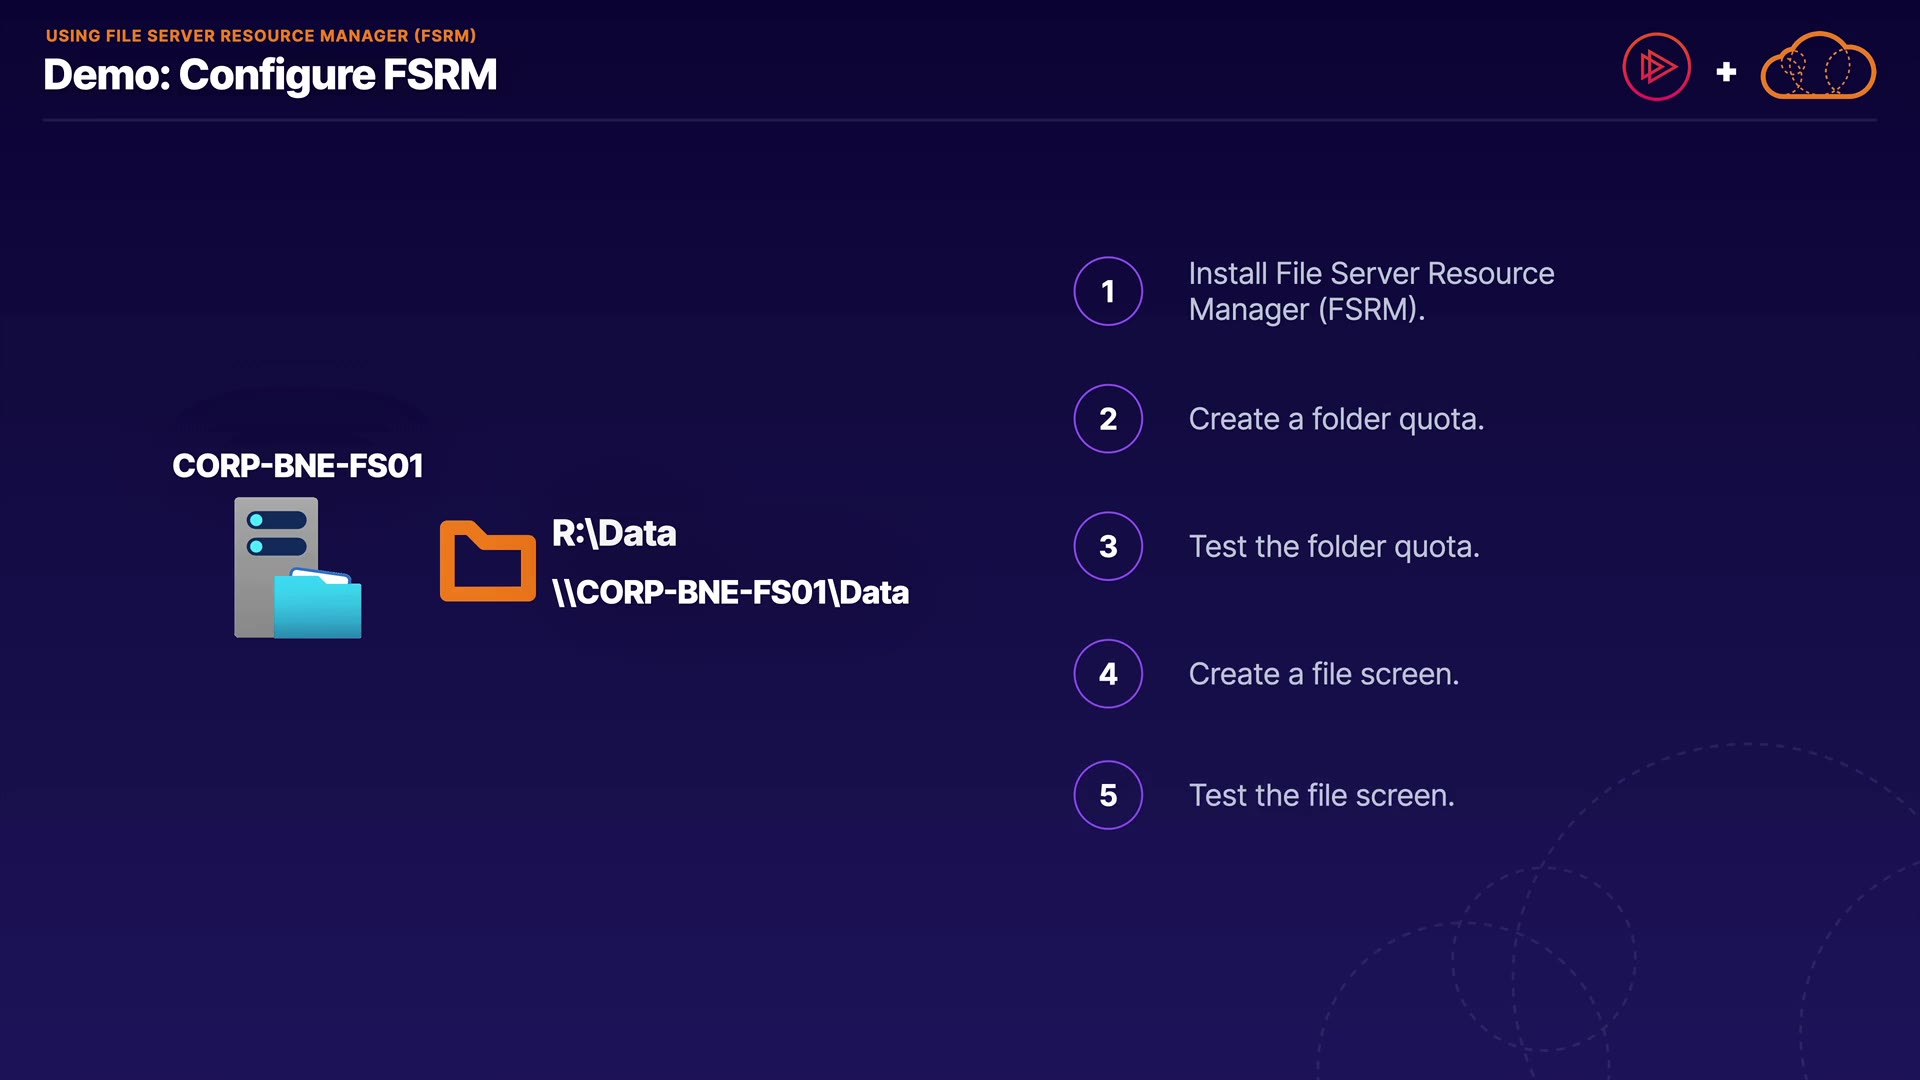 USING FILE SERVER RESOURCE MANAGER (FSRM)
Demo: Configure FSRM
CORP-BNE-FS01
R:\Data
\\CORP-BNE-FS01\Data
1
Install File Server Resource
Manager (FSRM).
2
Create a folder quota.
3
Test the folder quota.
4
Create a file screen.
5
Test the file screen.